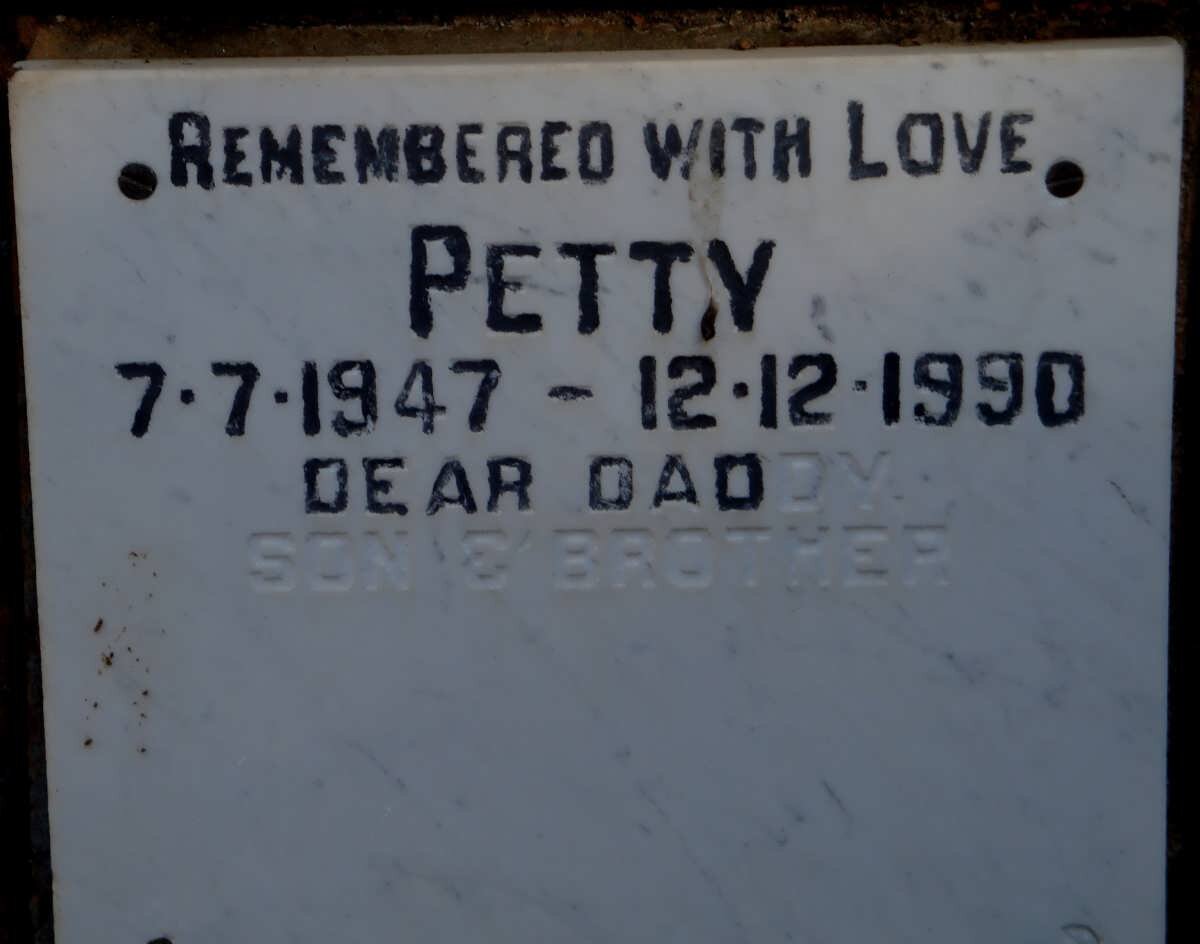 REMEMBERED WITH LOVE
PETTY
7·7·1947 – 12·12·1990
DEAR DADDY
SON & BROTHER